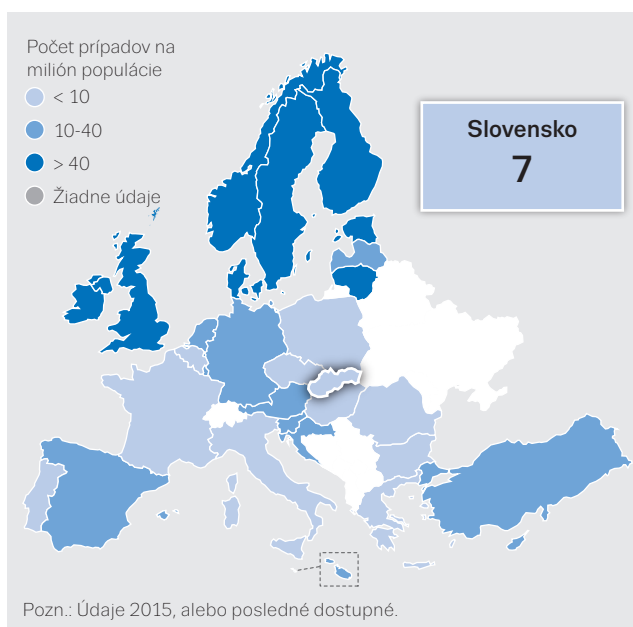 Počet prípadov na
milión populácie
< 10
10-40
> 40
Žiadne údaje
Slovensko
7
Pozn.: Údaje 2015, alebo posledné dostupné.